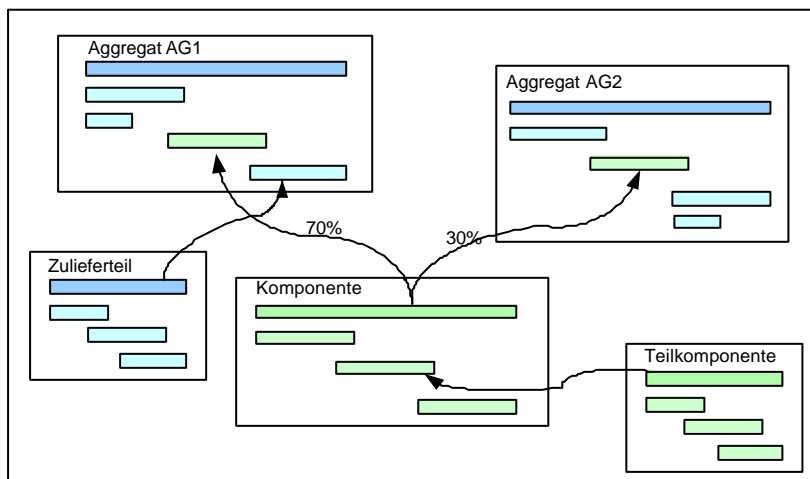 Aggregat AG1
Aggregat AG2
70%
30%
Zulieferteil
Komponente
Teilkomponente